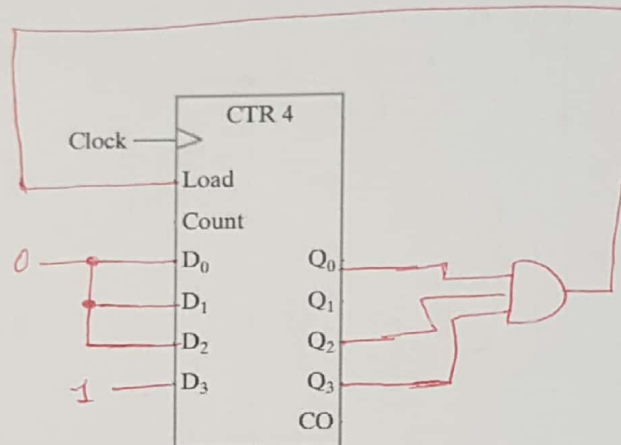 CTR 4
Clock
Load
Count
0 D₀ Q₀
D₁ Q₁
D₂ Q₂
1 D₃ Q₃
CO